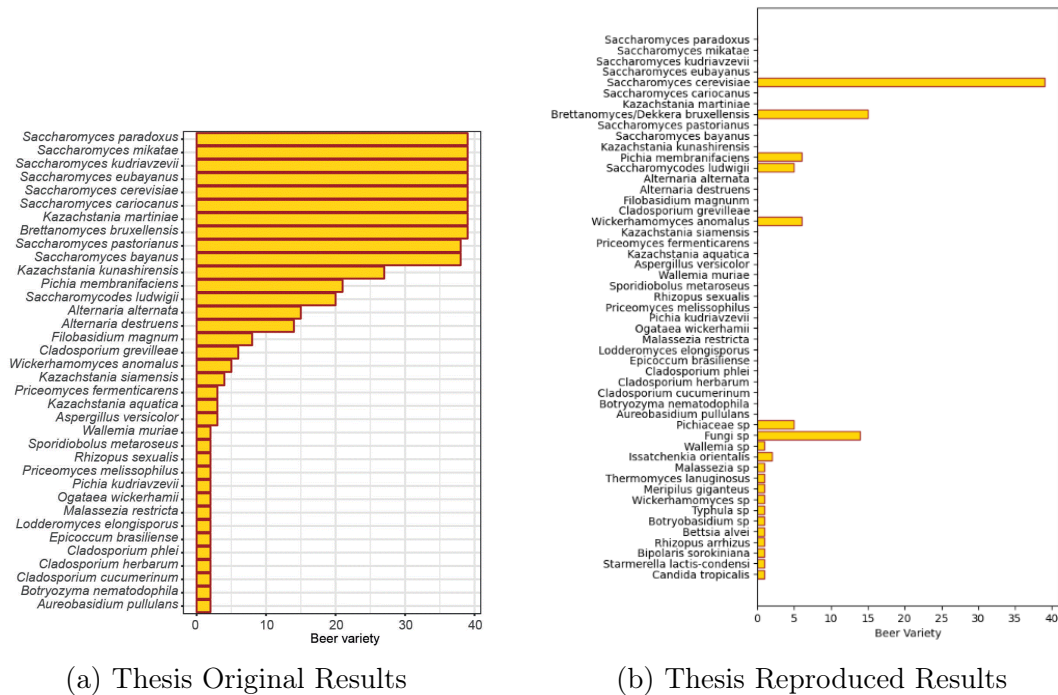 Saccharomyces paradoxus
Saccharomyces mikatae
Saccharomyces kudriavzevii
Saccharomyces eubayanus
Saccharomyces cerevisiae
Saccharomyces cariocanus
Kazachstania martiniae
Brettanomyces bruxellensis
Saccharomyces pastorianus
Saccharomyces bayanus
Kazachstania kunashirensis
Pichia membranifaciens
Saccharomycodes ludwigii
Alternaria alternata
Alternaria destruens
Filobasidium magnum
Cladosporium grevilleae
Wickerhamomyces anomalus
Kazachstania siamensis
Priceomyces fermenticarens
Kazachstania aquatica
Aspergillus versicolor
Wallemia muriae
Sporidiobolus metaroseus
Rhizopus sexualis
Priceomyces melissophilus
Pichia kudriavzevii
Ogataea wickerhamii
Malassezia restricta
Lodderomyces elongisporus
Epicoccum brasiliense
Cladosporium phlei
Cladosporium herbarum
Cladosporium cucumerinum
Botryozyma nematodophila
Aureobasidium pullulans
0 10 20 30 40
Beer variety
(a) Thesis Original Results
Saccharomyces paradoxus
Saccharomyces mikatae
Saccharomyces kudriavzevii
Saccharomyces eubayanus
Saccharomyces cerevisiae
Saccharomyces cariocanus
Kazachstania martiniae
Brettanomyces/Dekkera bruxellensis
Saccharomyces pastorianus
Saccharomyces bayanus
Kazachstania kunashirensis
Pichia membranifaciens
Saccharomycodes ludwigii
Alternaria alternata
Alternaria destruens
Filobasidium magnunm
Cladosporium grevilleae
Wickerhamomyces anomalus
Kazachstania siamensis
Priceomyces fermenticarens
Kazachstania aquatica
Aspergillus versicolor
Wallemia muriae
Sporidiobolus metaroseus
Rhizopus sexualis
Priceomyces melissophilus
Pichia kudriavzevii
Ogataea wickerhamii
Malassezia restricta
Lodderomyces elongisporus
Epicoccum brasiliense
Cladosporium phlei
Cladosporium herbarum
Cladosporium cucumerinum
Botryozyma nematodophila
Aureobasidium pullulans
Pichiaceae sp
Fungi sp
Wallemia sp
Issatchenkia orientalis
Malassezia sp
Thermomyces lanuginosus
Meripilus giganteus
Wickerhamomyces sp
Typhula sp
Botryobasidium sp
Bettsia alvei
Rhizopus arrhizus
Bipolaris sorokiniana
Starmerella lactis-condensi
Candida tropicalis
0 5 10 15 20 25 30 35 40
Beer Variety
(b) Thesis Reproduced Results